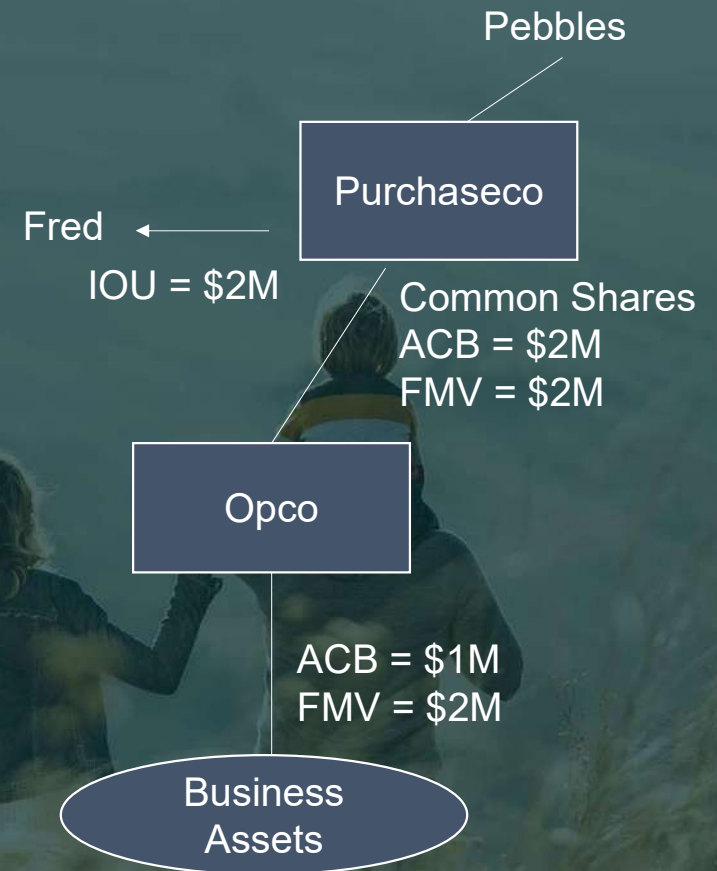 Pebbles
Purchaseco
Fred
IOU = $2M
Common Shares
ACB = $2M
FMV = $2M
Opco
ACB = $1M
FMV = $2M
Business
Assets